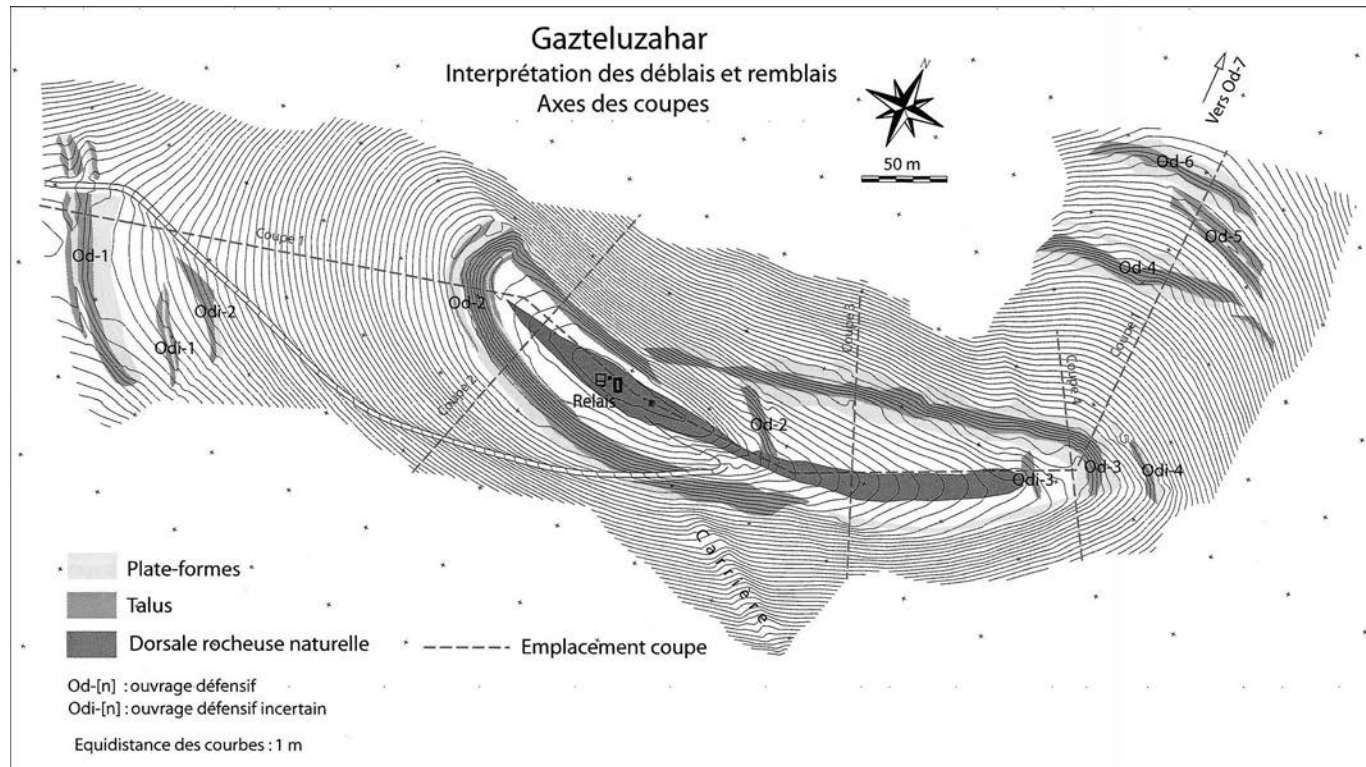 Gazteluzahar
Interprétation des déblais et remblais
Axes des coupes
N
50 m
Vers Od-7
Od-6
Od-5
Od-4
Coupe 1
Coupe 1
Od-1
Odi-2
Odi-1
Od-2
Coupe 2
Relais
Od-2
Coupe 3
Coupe 4
Odi-3
Od-3
Odi-4
Carrière
Plate-formes
Talus
Dorsale rocheuse naturelle
Emplacement coupe
Od-[n] : ouvrage défensif
Odi-[n] : ouvrage défensif incertain
Equidistance des courbes : 1 m